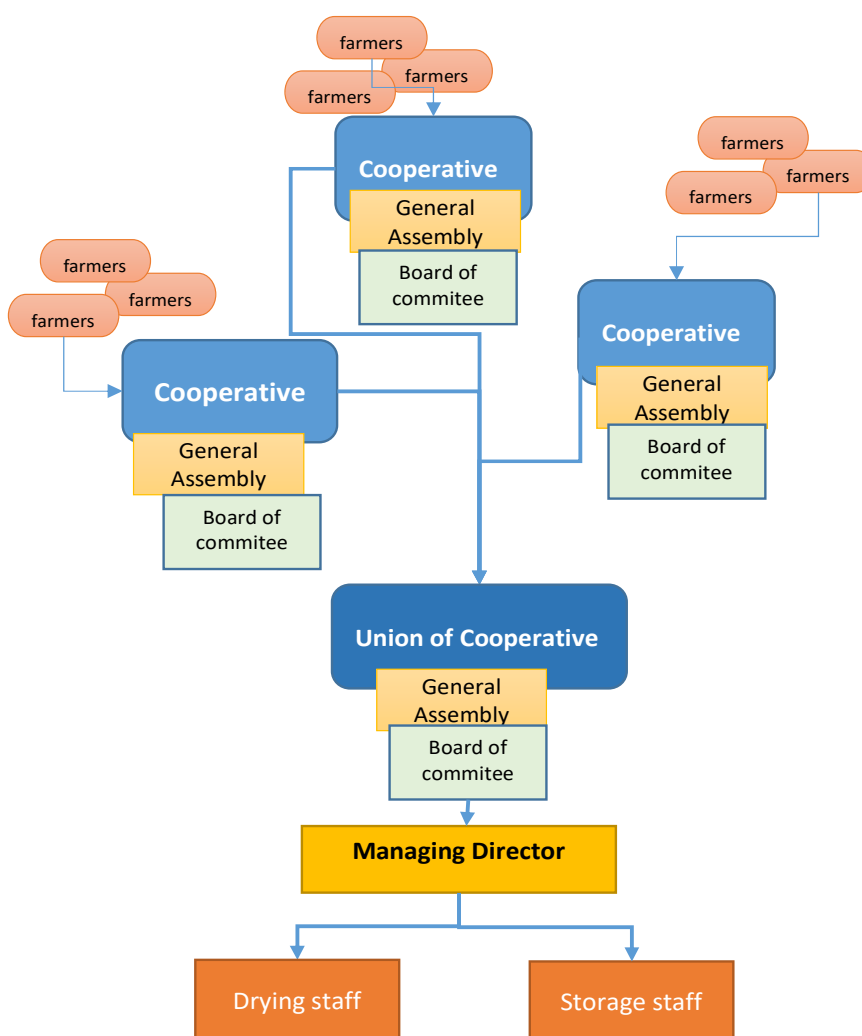 farmers
farmers
farmers
Cooperative
General
Assembly
Board of
commitee
farmers
farmers
farmers
Cooperative
General
Assembly
Board of
commitee
farmers
farmers
farmers
Cooperative
General
Assembly
Board of
commitee
Union of Cooperative
General
Assembly
Board of
commitee
Managing Director
Drying staff
Storage staff